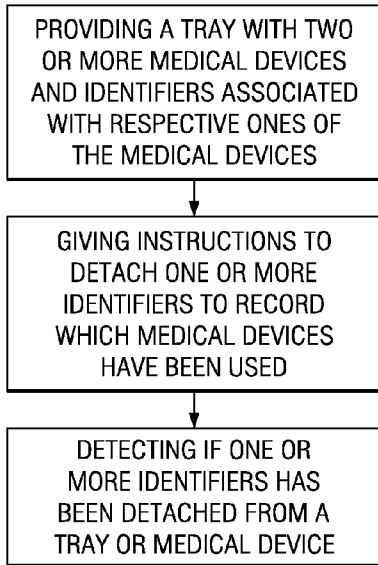 PROVIDING A TRAY WITH TWO
OR MORE MEDICAL DEVICES
AND IDENTIFIERS ASSOCIATED
WITH RESPECTIVE ONES OF
THE MEDICAL DEVICES
GIVING INSTRUCTIONS TO
DETACH ONE OR MORE
IDENTIFIERS TO RECORD
WHICH MEDICAL DEVICES
HAVE BEEN USED
DETECTING IF ONE OR
MORE IDENTIFIERS HAS
BEEN DETACHED FROM A
TRAY OR MEDICAL DEVICE